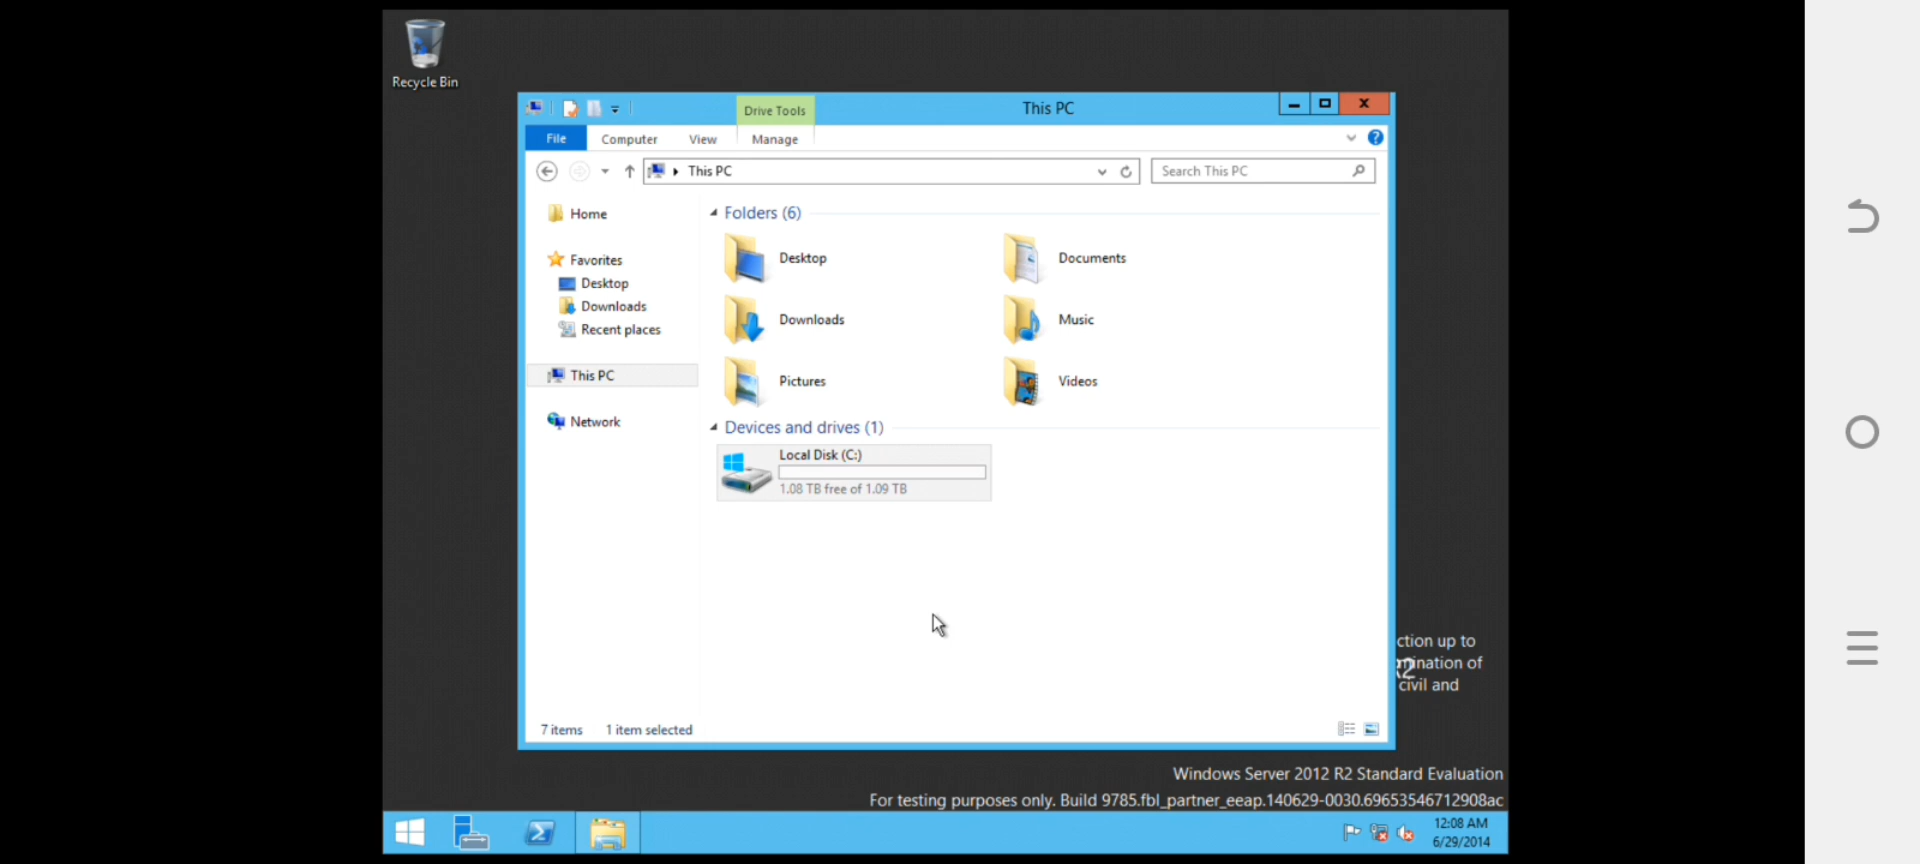 Recycle Bin
Drive Tools
This PC
File
Computer
View
Manage
This PC
Search This PC
Home
Favorites
Desktop
Downloads
Recent places
This PC
Network
Folders (6)
Desktop
Documents
Downloads
Music
Pictures
Videos
Devices and drives (1)
Local Disk (C:)
1.08 TB free of 1.09 TB
ction up to
mination of
civil and
7 items
1 item selected
Windows Server 2012 R2 Standard Evaluation
For testing purposes only. Build 9785.fbl_partner_eeap.140629-0030.69653546712908ac
12:08 AM
6/29/2014